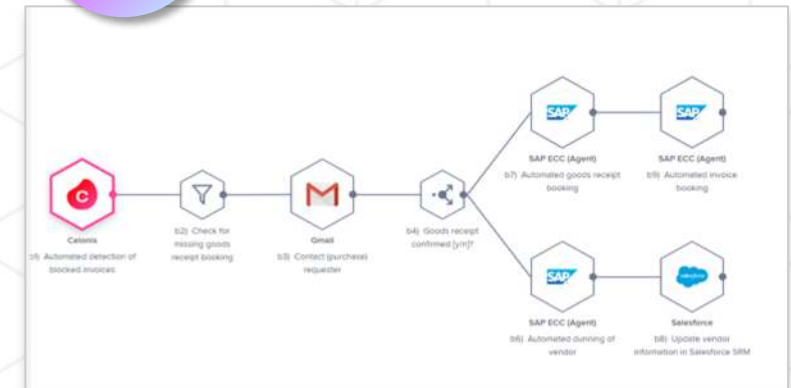 SAP
SAP
SAP ECC (Agent)
b7) Automated goods receipt
booking
SAP ECC (Agent)
b9) Automated invoice
booking
Celonis
b1) Automated detection of
blocked invoices
b2) Check for
missing goods
receipt booking
Gmail
b3) Contact (purchase)
requester
b4) Goods receipt
confirmed [y/n]?
SAP
salesforce
SAP ECC (Agent)
b6) Automated dunning of
vendor
Salesforce
b8) Update vendor
information in Salesforce SRM